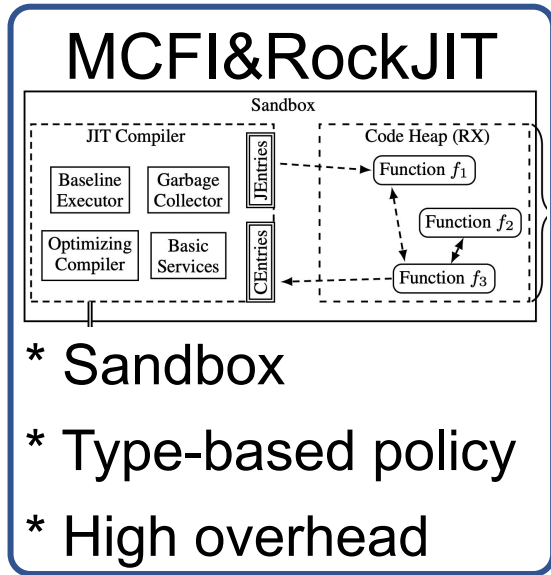 MCFI&RockJIT
Sandbox
JIT Compiler
Code Heap (RX)
JEntries
Function f1
Baseline
Executor
Garbage
Collector
Function f2
Optimizing
Compiler
Basic
Services
CEntries
Function f3
* Sandbox
* Type-based policy
* High overhead